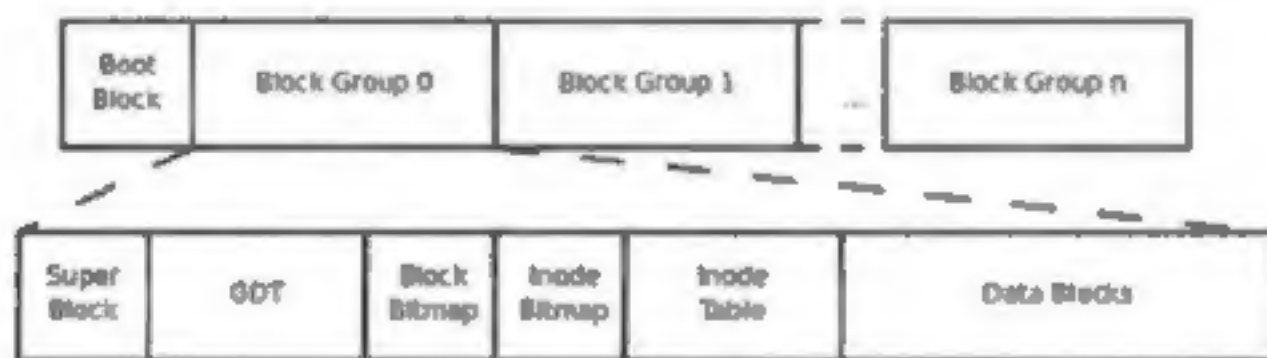 Boot
Block
Block Group 0
Block Group 1
...
Block Group n
Super
Block
GDT
Block
Bitmap
Inode
Bitmap
Inode
Table
Data Blocks